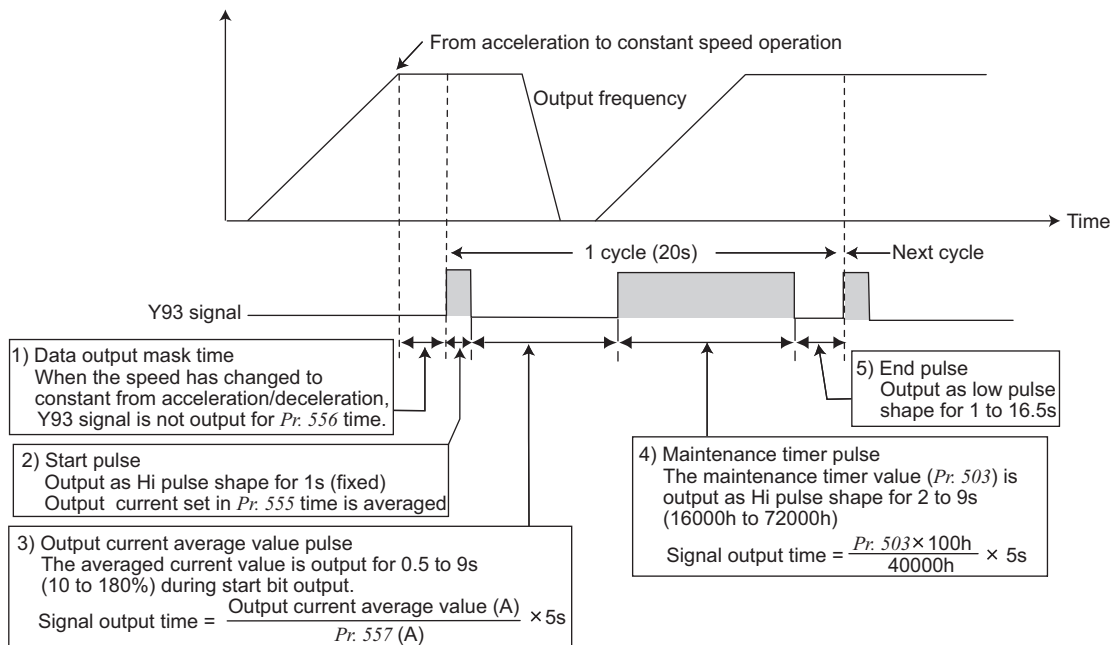 From acceleration to constant speed operation
Output frequency
Time
1 cycle (20s)
Next cycle
Y93 signal
1) Data output mask time
When the speed has changed to
constant from acceleration/deceleration,
Y93 signal is not output for Pr. 556 time.
2) Start pulse
Output as Hi pulse shape for 1s (fixed)
Output current set in Pr. 555 time is averaged
3) Output current average value pulse
The averaged current value is output for 0.5 to 9s
(10 to 180%) during start bit output.
Signal output time = Output current average value (A) / Pr. 557 (A) × 5s
4) Maintenance timer pulse
The maintenance timer value (Pr. 503) is
output as Hi pulse shape for 2 to 9s
(16000h to 72000h)
Signal output time = Pr. 503 × 100h / 40000h × 5s
5) End pulse
Output as low pulse
shape for 1 to 16.5s